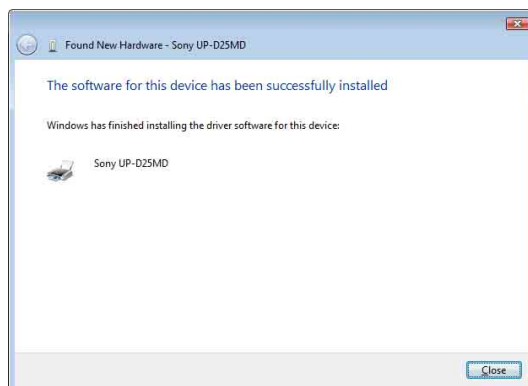 Found New Hardware - Sony UP-D25MD
The software for this device has been successfully installed
Windows has finished installing the driver software for this device:
Sony UP-D25MD
Close